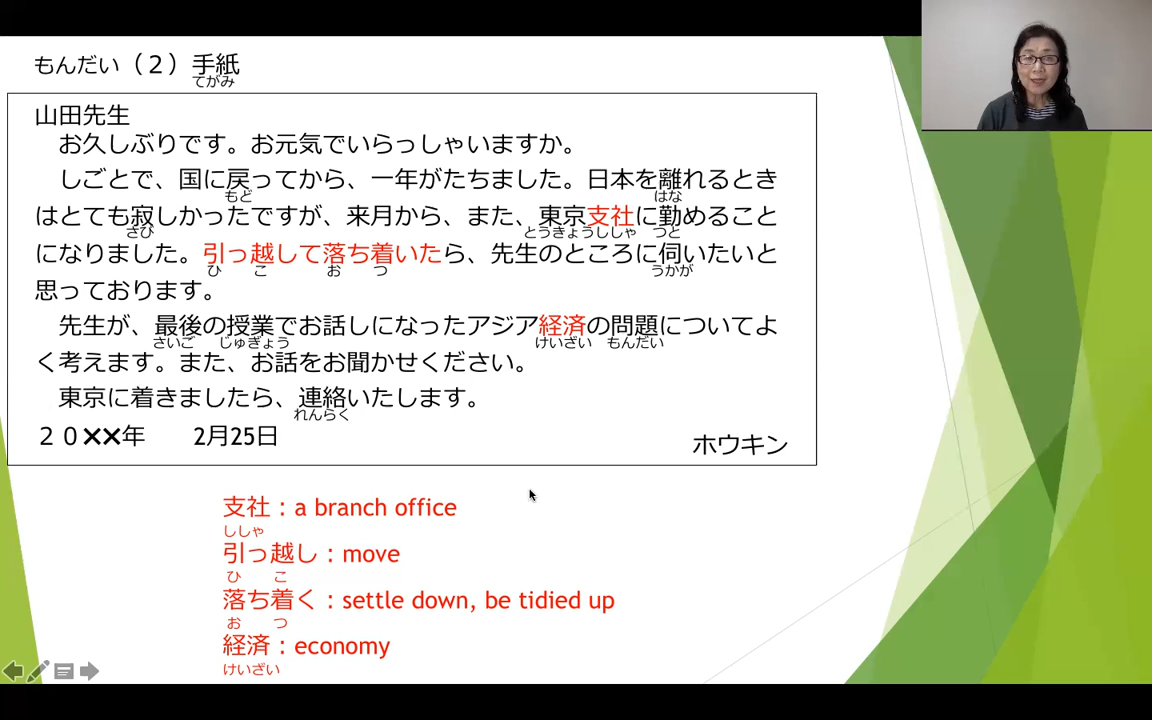 もんだい（２）手紙
てがみ
山田先生
お久しぶりです。お元気でいらっしゃいますか。
しごとで、国に戻ってから、一年がたちました。日本を離れるとき
もど はな
はとても寂しかったですが、来月から、また、東京支社に勤めること
さび とうきょうししゃ つと
になりました。引っ越して落ち着いたら、先生のところに伺いたいと
ひ こ お つ うかが
思っております。
先生が、最後の授業でお話しになったアジア経済の問題についてよ
さいご じゅぎょう けいざい もんだい
く考えます。また、お話をお聞かせください。
東京に着きましたら、連絡いたします。
れんらく
２０××年 2月25日
ホウキン
支社：a branch office
ししゃ
引っ越し：move
ひ こ
落ち着く：settle down, be tidied up
お つ
経済：economy
けいざい